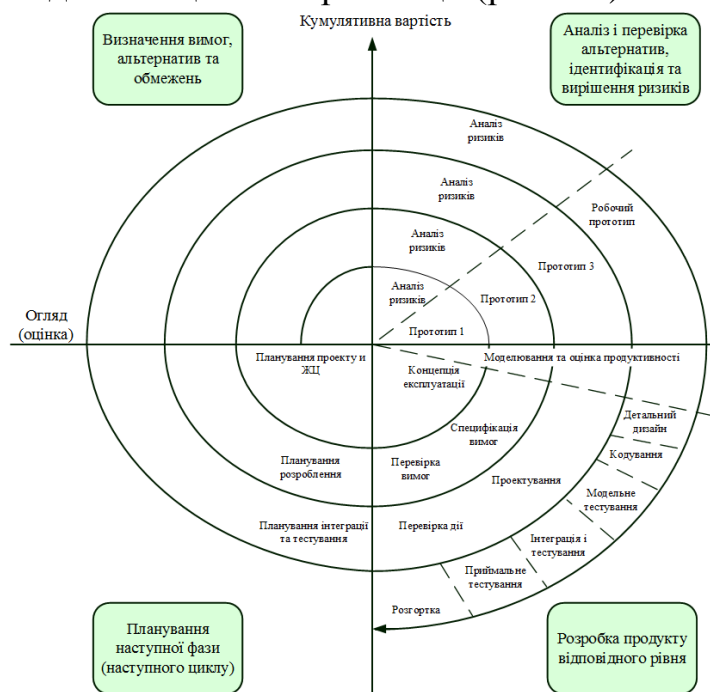 Кумулятивна вартість
Визначення вимог,
альтернатив та
обмежень
Аналіз і перевірка
альтернатив,
ідентифікація та
вирішення ризиків
Аналіз
ризиків
Аналіз
ризиків
Робочий
прототип
Аналіз
ризиків
Прототип 3
Аналіз
ризиків
Прототип 2
Огляд
(оцінка)
Прототип 1
Планування проекту и
ЖЦ
Моделювання та оцінка продуктивності
Концепція
експлуатації
Детальний
дизайн
Специфікація
вимог
Кодування
Планування
розроблення
Перевірка
вимог
Проектування
Модельне
тестування
Планування інтеграції
та тестування
Перевірка дії
Інтеграція і
тестування
Приймальне
тестування
Розгортка
Планування
наступної фази
(наступного циклу)
Розробка продукту
відповідного рівня